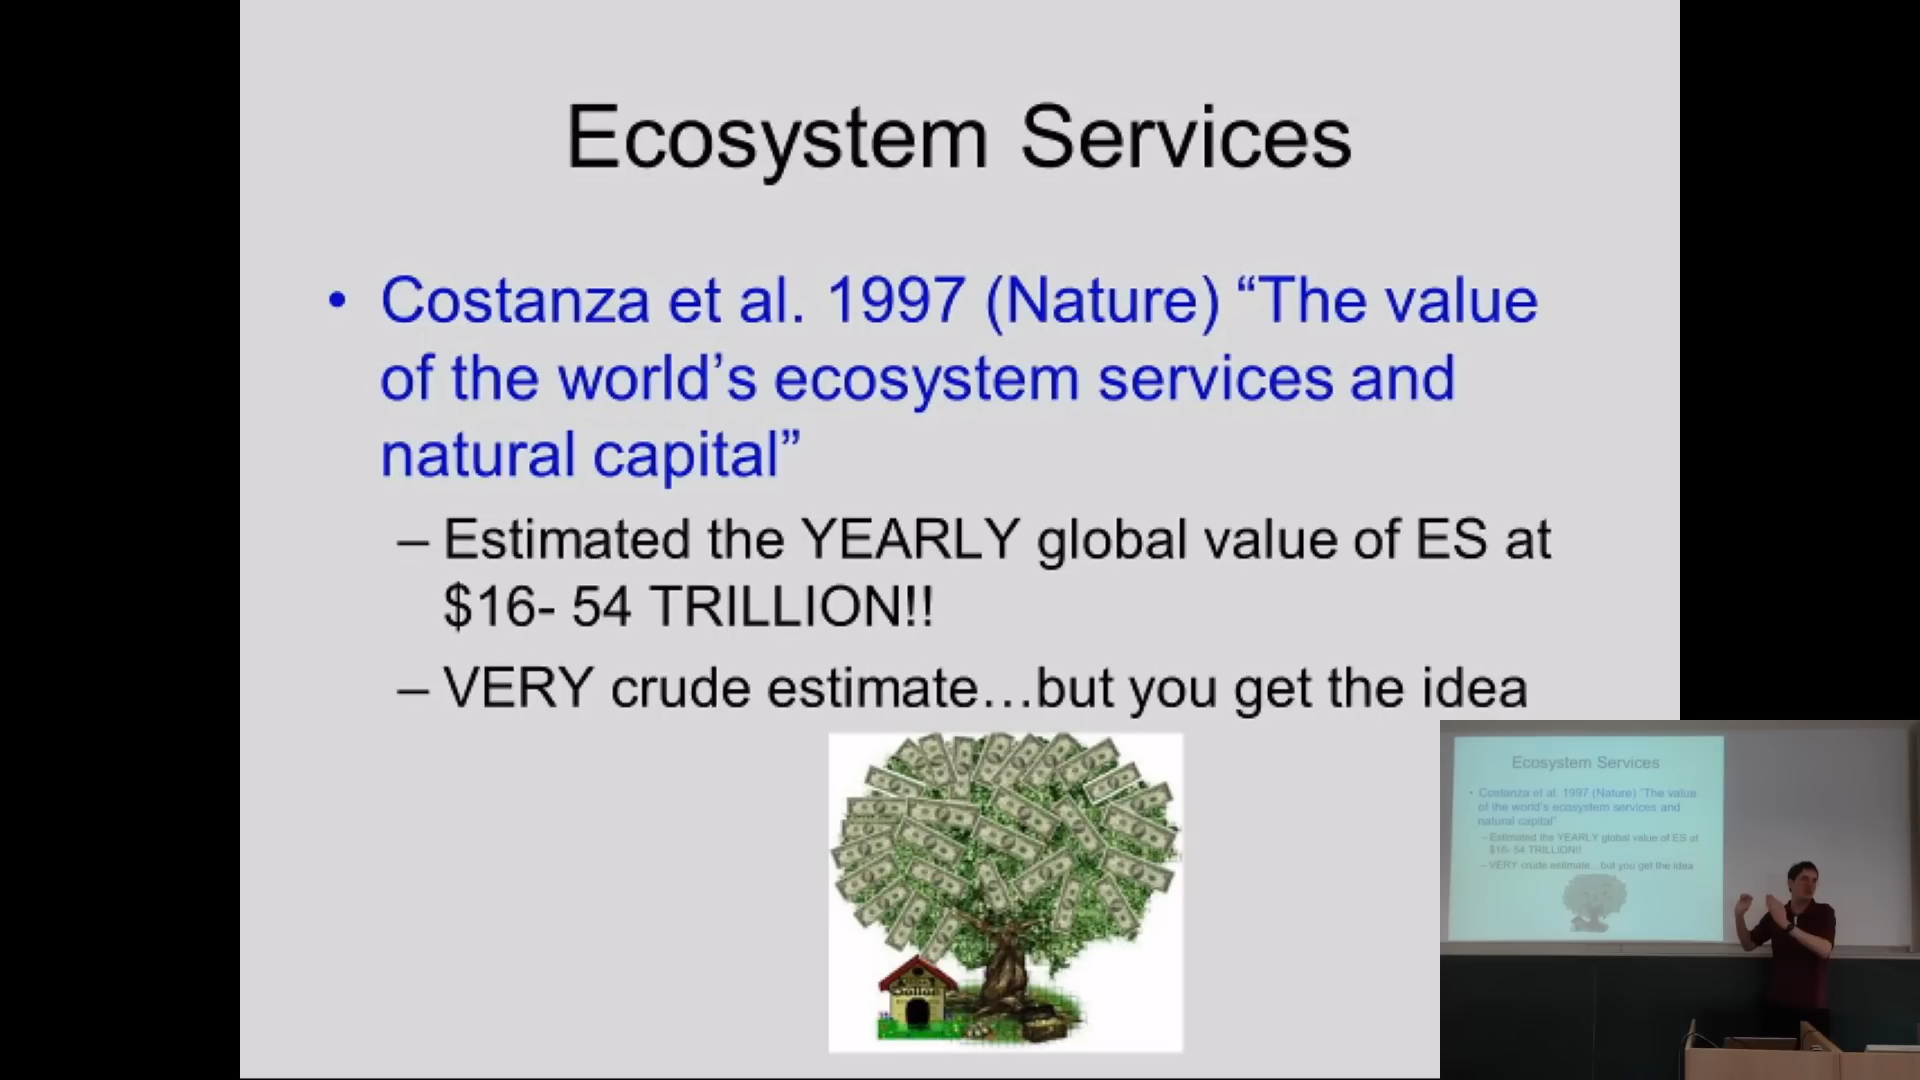 Ecosystem Services
• Costanza et al. 1997 (Nature) “The value
of the world’s ecosystem services and
natural capital”
– Estimated the YEARLY global value of ES at
$16- 54 TRILLION!!
– VERY crude estimate…but you get the idea
Ecosystem Services
• Costanza et al. 1997 (Nature) “The value
of the world’s ecosystem services and
natural capital”
– Estimated the YEARLY global value of ES at
$16- 54 TRILLION!!
– VERY crude estimate…but you get the idea